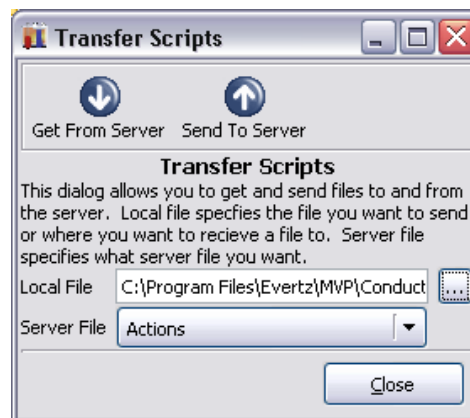 Transfer Scripts
Get From Server Send To Server
Transfer Scripts
This dialog allows you to get and send files to and from
the server. Local file specfies the file you want to send
or where you want to recieve a file to. Server file
specifies what server file you want.
Local File C:\Program Files\Evertz\MVP\Conduct ...
Server File Actions
Close